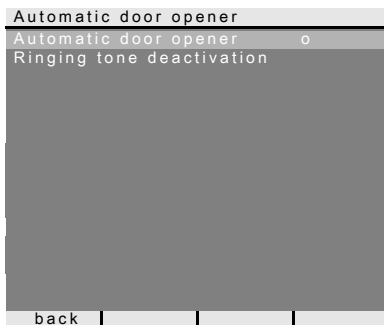 Automatic door opener
Automatic door opener o
Ringing tone deactivation
back